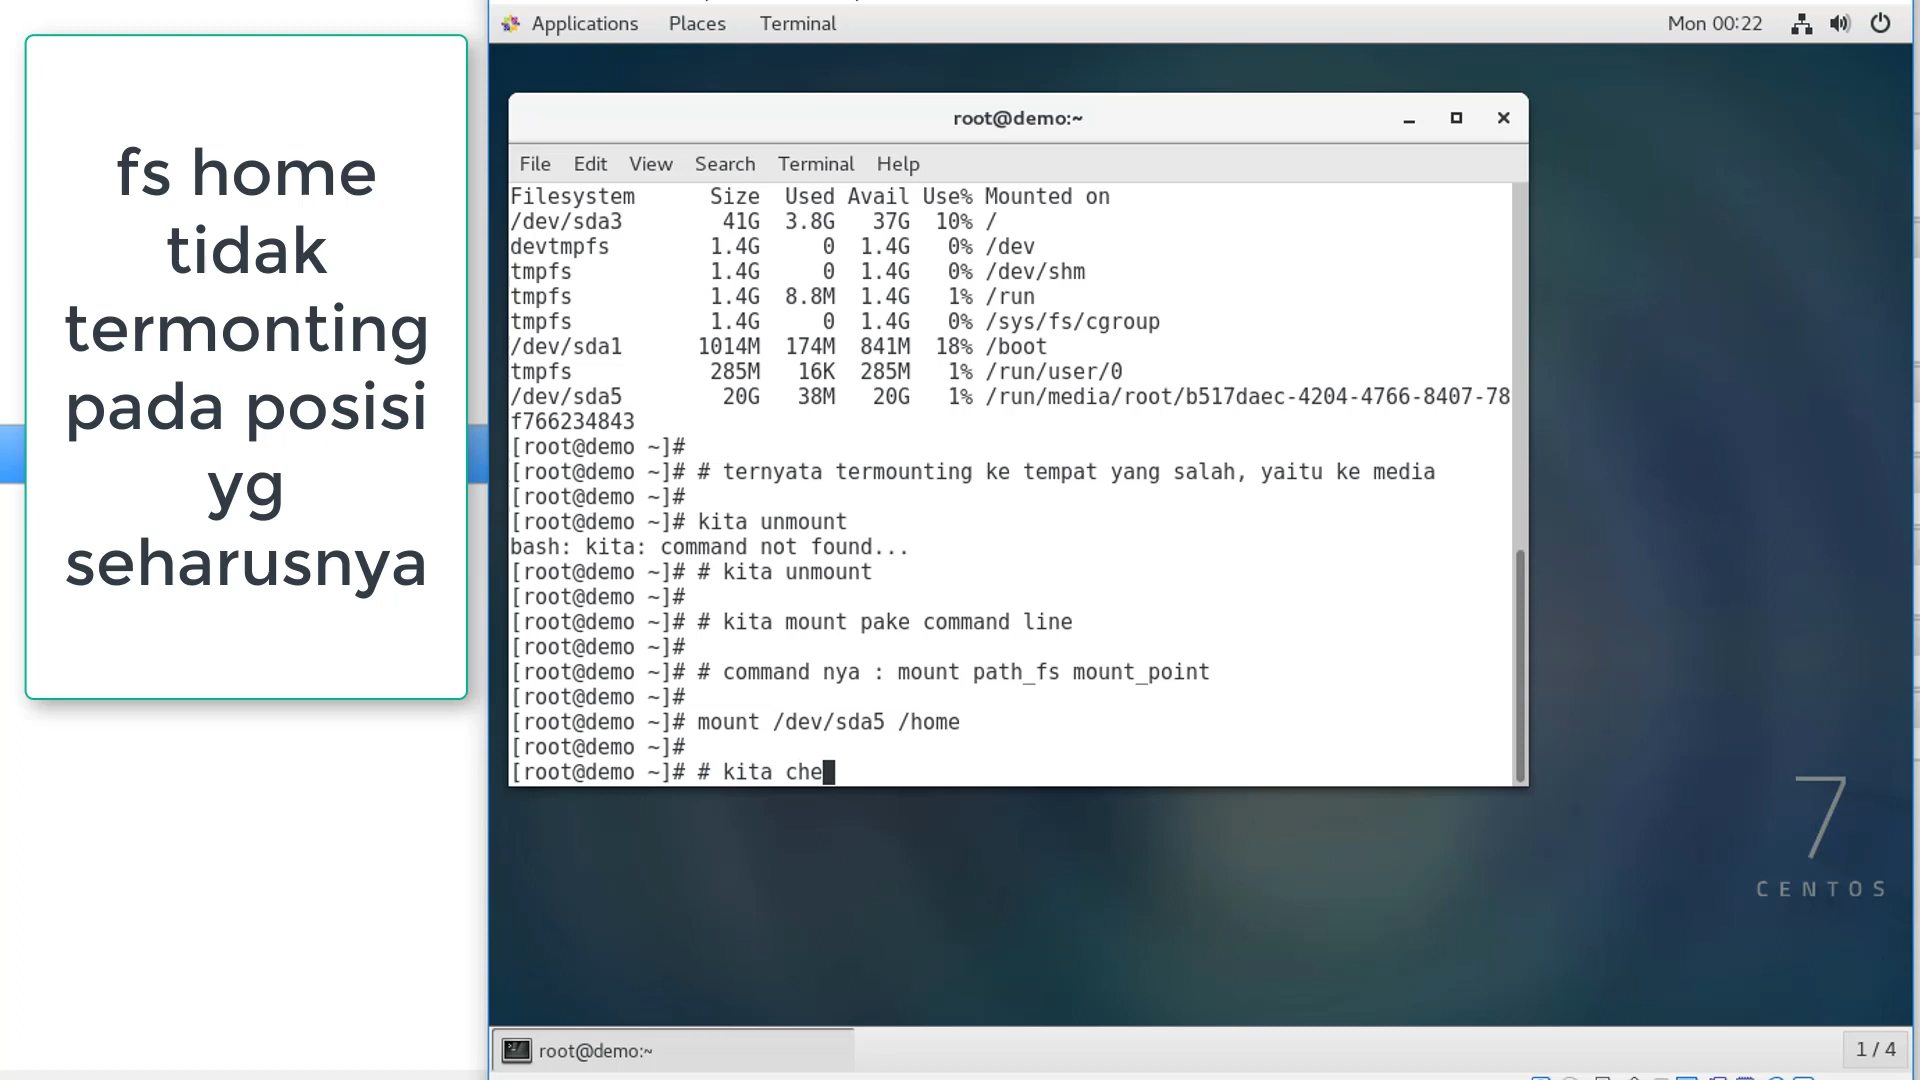 fs home
tidak
termonting
pada posisi
yg
seharusnya
Applications Places Terminal Mon 00:22
root@demo:~
File Edit View Search Terminal Help
Filesystem Size Used Avail Use% Mounted on
/dev/sda3 41G 3.8G 37G 10% /
devtmpfs 1.4G 0 1.4G 0% /dev
tmpfs 1.4G 0 1.4G 0% /dev/shm
tmpfs 1.4G 8.8M 1.4G 1% /run
tmpfs 1.4G 0 1.4G 0% /sys/fs/cgroup
/dev/sda1 1014M 174M 841M 18% /boot
tmpfs 285M 16K 285M 1% /run/user/0
/dev/sda5 20G 38M 20G 1% /run/media/root/b517daec-4204-4766-8407-78
f766234843
[root@demo ~]#
[root@demo ~]# # ternyata termounting ke tempat yang salah, yaitu ke media
[root@demo ~]#
[root@demo ~]# kita unmount
bash: kita: command not found...
[root@demo ~]# # kita unmount
[root@demo ~]#
[root@demo ~]# # kita mount pake command line
[root@demo ~]#
[root@demo ~]# # command nya : mount path_fs mount_point
[root@demo ~]#
[root@demo ~]# mount /dev/sda5 /home
[root@demo ~]#
[root@demo ~]# # kita che
7
CENTOS
root@demo:~ 1 / 4